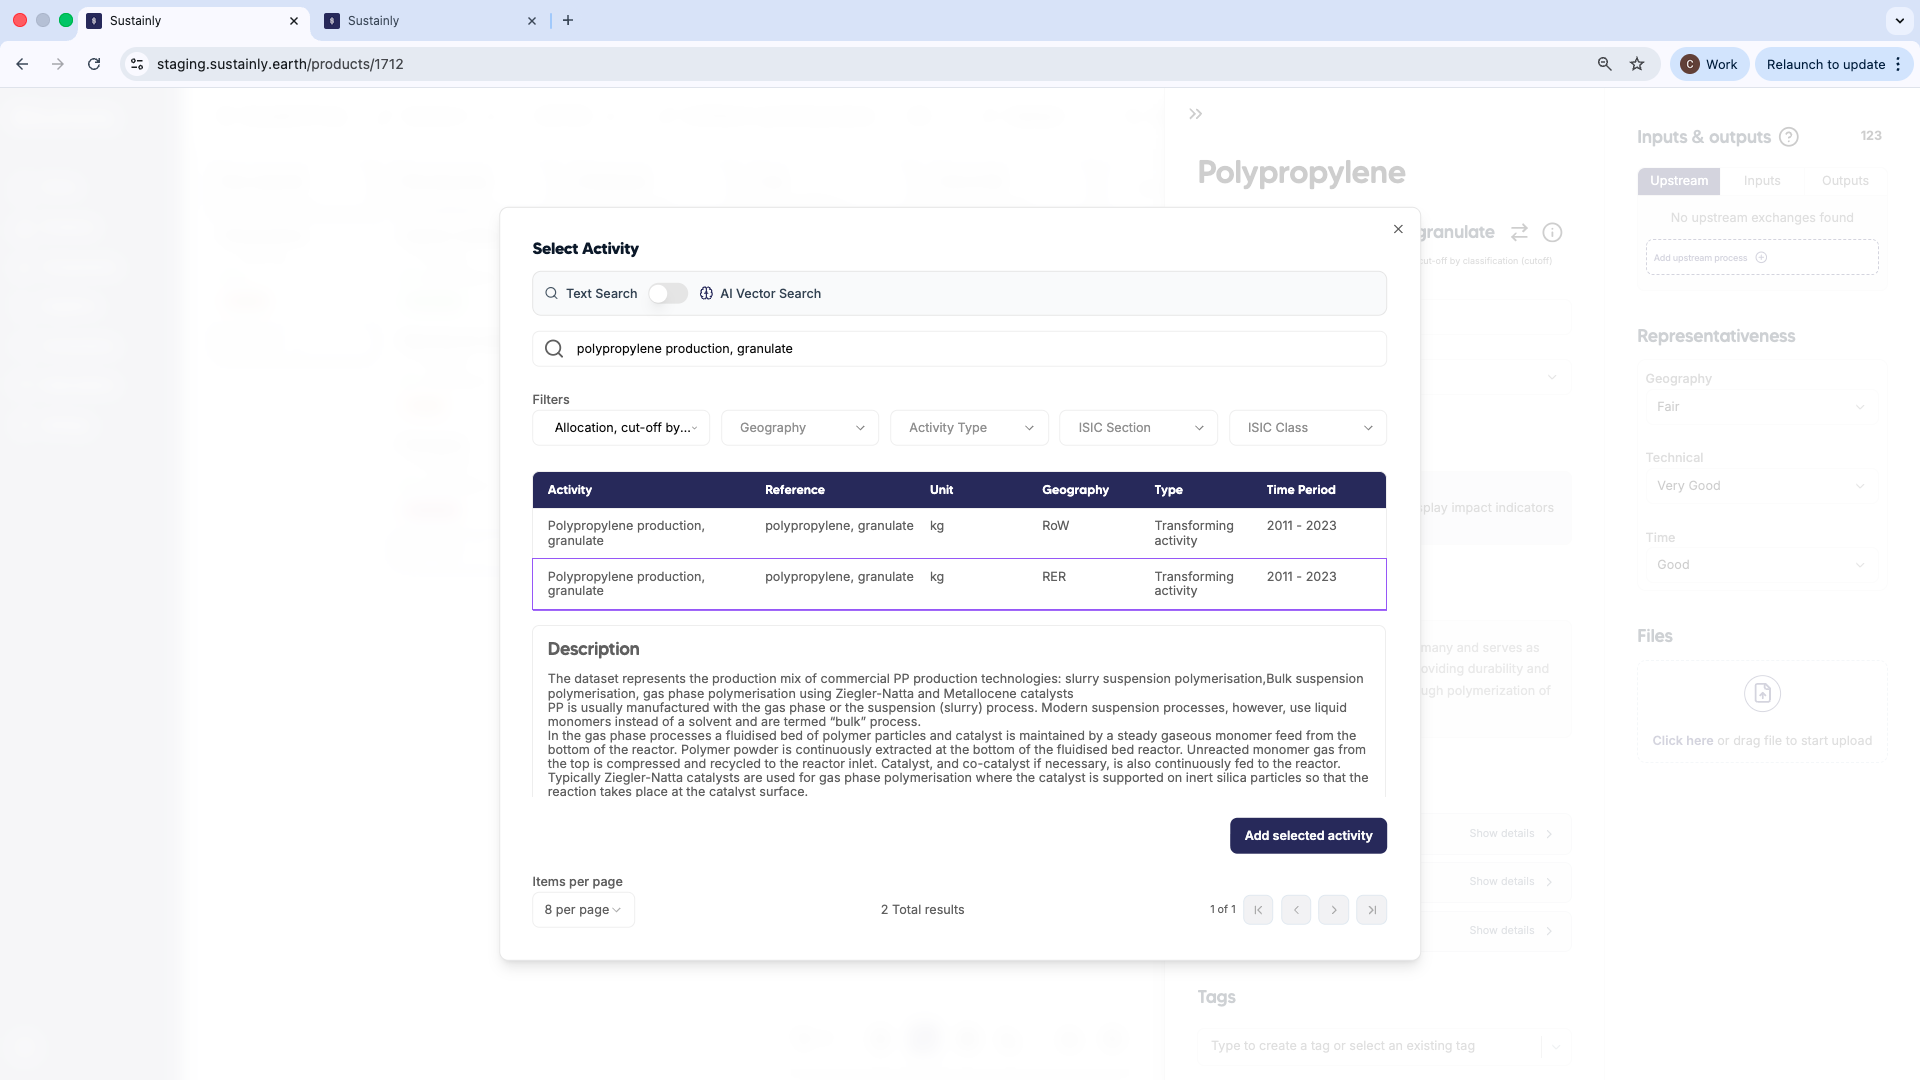 Sustainly
Sustainly
staging.sustainly.earth/products/1712
C
Work
Relaunch to update
Polypropylene
granulate
cut-off by classification (cutoff)
Inputs & outputs
123
Upstream
Inputs
Outputs
No upstream exchanges found
Add upstream process
Representativeness
Geography
Fair
Technical
Very Good
Time
Good
Files
Click here or drag file to start upload
display impact indicators
many and serves as
oviding durability and
ugh polymerization of
Show details
Show details
Show details
Tags
Type to create a tag or select an existing tag
Select Activity
Text Search
AI Vector Search
polypropylene production, granulate
Filters
Allocation, cut-off by...
Geography
Activity Type
ISIC Section
ISIC Class
Activity Reference Unit Geography Type Time Period
Polypropylene production, granulate polypropylene, granulate kg RoW Transforming activity 2011 - 2023
Polypropylene production, granulate polypropylene, granulate kg RER Transforming activity 2011 - 2023
Description
The dataset represents the production mix of commercial PP production technologies: slurry suspension polymerisation,Bulk suspension
polymerisation, gas phase polymerisation using Ziegler-Natta and Metallocene catalysts
PP is usually manufactured with the gas phase or the suspension (slurry) process. Modern suspension processes, however, use liquid
monomers instead of a solvent and are termed “bulk” process.
In the gas phase processes a fluidised bed of polymer particles and catalyst is maintained by a steady gaseous monomer feed from the
bottom of the reactor. Polymer powder is continuously extracted at the bottom of the fluidised bed reactor. Unreacted monomer gas from
the top is compressed and recycled to the reactor inlet. Catalyst, and co-catalyst if necessary, is also continuously fed to the reactor.
Typically Ziegler-Natta catalysts are used for gas phase polymerisation where the catalyst is supported on inert silica particles so that the
reaction takes place at the catalyst surface.
Add selected activity
Items per page
8 per page
2 Total results
1 of 1